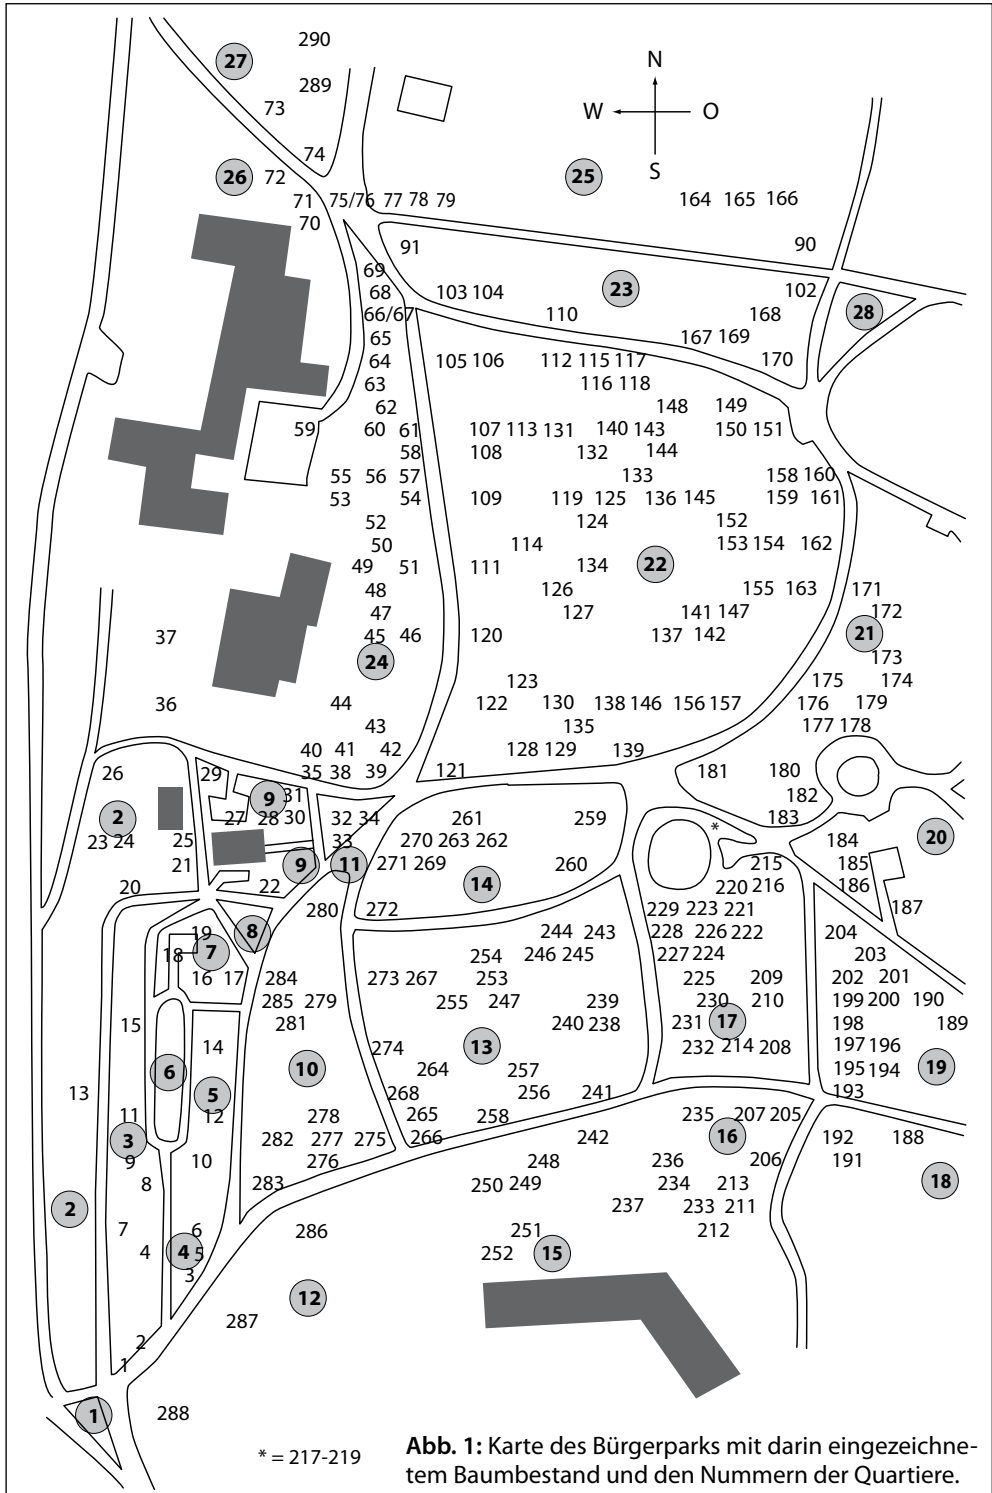 290
27
289
73
N
W O
S
74
26 72
25
71 75/76 77 78 79
164 165 166
70
91
90
69
68 103 104
23
102
66/67 110
168 28
65
167 169
64 105 106 112 115 117
170
63 116 118
62 148 149
59 60 61 107 113 131 140 143 150 151
58 108 132 144
55 56 57 133 158 160
53 54 109 119 125 136 145 159 161
52 124 152
50 114 153 154 162
49 51 111 134 22
48 126 155 163 171
47 127 141 147 172
37 45 46 120 137 142 21
24 173
123 175 174
36 44 122 130 138 146 156 157 176 179
43 135 177 178
40 41 42 128 129 139
26 29 35 38 39 121 181 180
9 31 182
2 27 28 30 32 34 261 259 183
*
23 24 25 33 270 263 262 184 20
21 9 11 271 269 260 215 185
20 22 14 220 216 186
280 272 229 223 221 187
19 8 244 243 228 226 222 204
18 7 254 246 245 227 224 203
16 17 284 273 267 253 225 209 202 201
285 279 255 247 239 230 210 199 200 190
15 281 240 238 231 17 198 189
14 274 13 232 214 208 197 196
6 10 264 257 195 194 19
13 5 268 256 241 193
11 12 278 265 258 235 207 205
3 282 277 275 266 242 16 192 188
9 10 276 248 236 206 191
8 283 250 249 234 213 18
2 237 233 211
7 6 286 251 212
4 4 5 252 15
3
12
287
2
1
1 288
* = 217-219
Abb. 1: Karte des Bürgerparks mit darin eingezeichne-
tem Baumbestand und den Nummern der Quartiere.